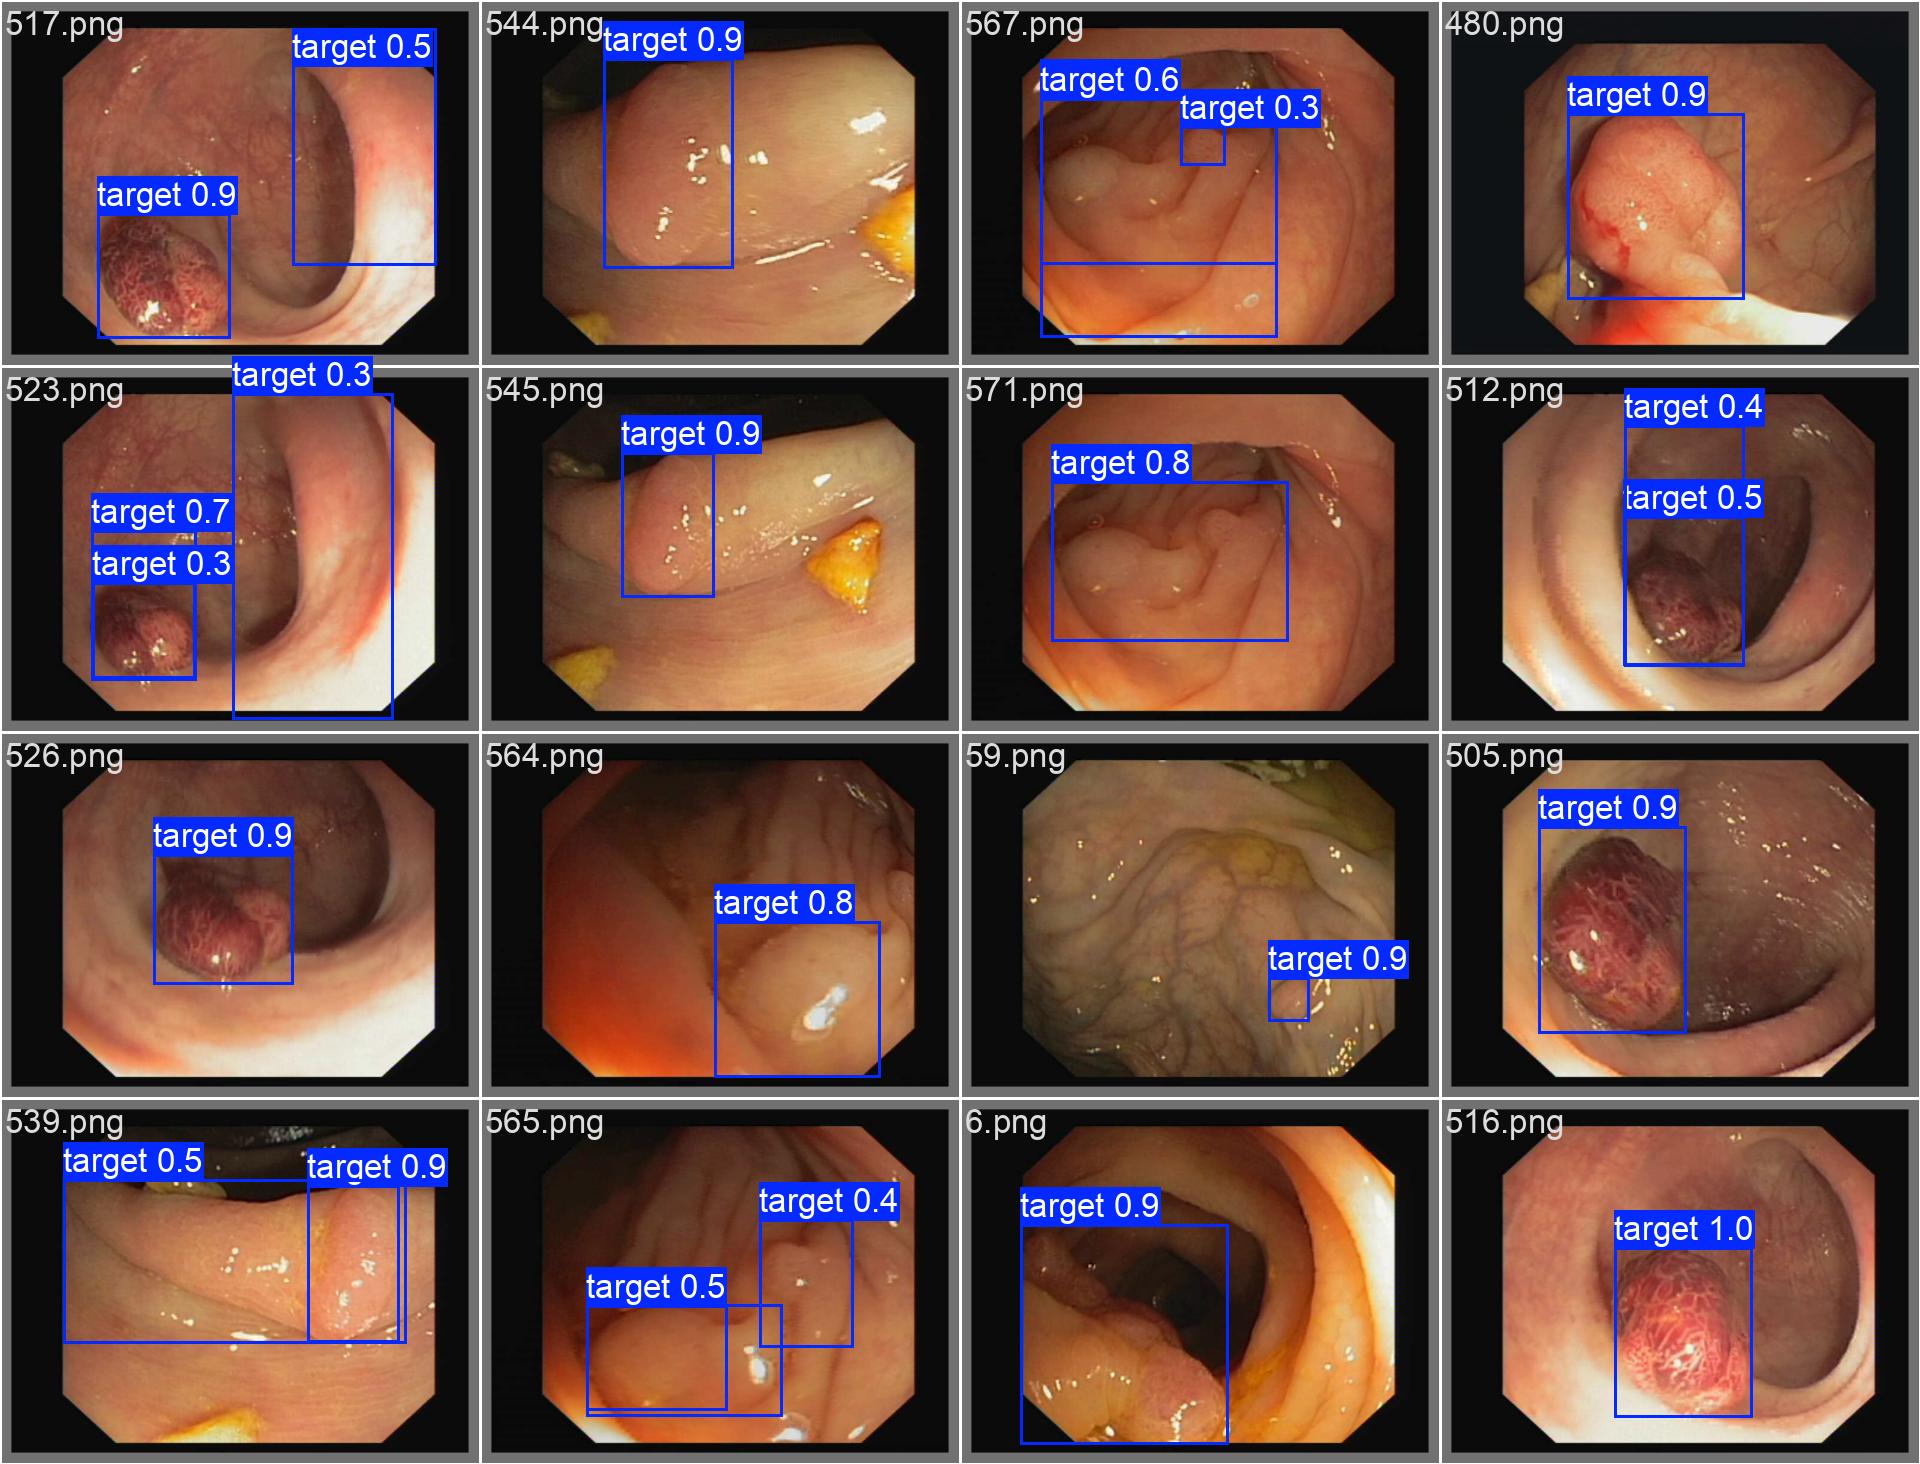 517.png
target 0.5
target 0.9
544.png
target 0.9
567.png
target 0.6
target 0.3
480.png
target 0.9
523.png
target 0.3
target 0.7
target 0.3
545.png
target 0.9
571.png
target 0.8
512.png
target 0.4
target 0.5
526.png
target 0.9
564.png
target 0.8
59.png
target 0.9
505.png
target 0.9
539.png
target 0.5
target 0.9
565.png
target 0.4
target 0.5
6.png
target 0.9
516.png
target 1.0